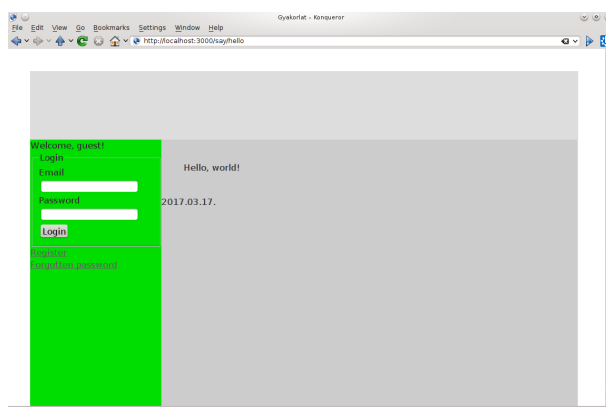 Gyakorlat - Konqueror
File Edit View Go Bookmarks Settings Window Help
http://localhost:3000/say/hello
Welcome, guest!
Login
Email
Password
Login
Register
Forgotten password
Hello, world!
2017.03.17.